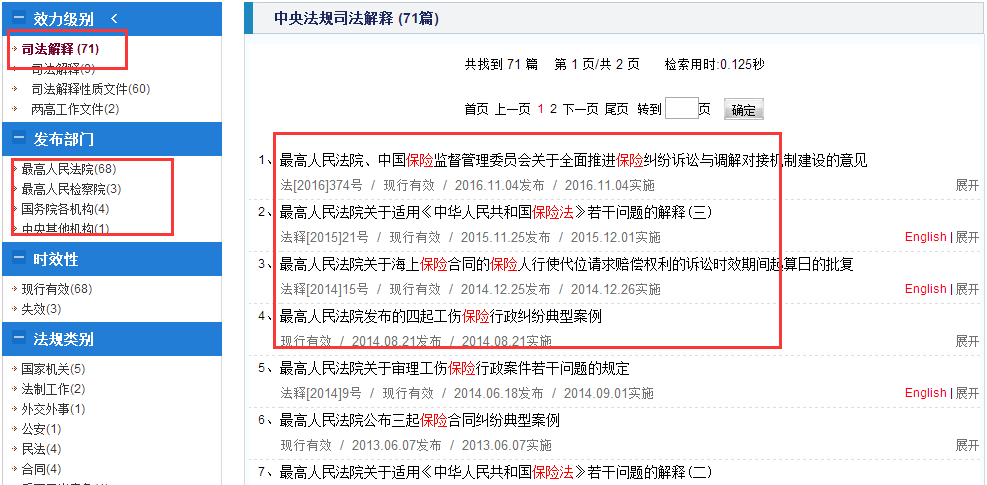 效力级别
司法解释 (71)
司法解释(9)
司法解释性质文件(60)
两高工作文件(2)
发布部门
最高人民法院(68)
最高人民检察院(3)
国务院各机构(4)
中央其他机构(1)
时效性
现行有效(68)
失效(3)
法规类别
国家机关(5)
法制工作(2)
外交外事(1)
公安(1)
民法(4)
合同(4)
中央法规司法解释 (71篇)
共找到 71 篇 第 1 页/共 2 页 检索用时:0.125秒
首页 上一页 1 2 下一页 尾页 转到 页 确定
1、最高人民法院、中国保险监督管理委员会关于全面推进保险纠纷诉讼与调解对接机制建设的意见
法[2016]374号 / 现行有效 / 2016.11.04发布 / 2016.11.04实施 展开
2、最高人民法院关于适用《中华人民共和国保险法》若干问题的解释(三)
法释[2015]21号 / 现行有效 / 2015.11.25发布 / 2015.12.01实施 English | 展开
3、最高人民法院关于海上保险合同的保险人行使代位请求赔偿权利的诉讼时效期间起算日的批复
法释[2014]15号 / 现行有效 / 2014.12.25发布 / 2014.12.26实施 English | 展开
4、最高人民法院发布的四起工伤保险行政纠纷典型案例
现行有效 / 2014.08.21发布 / 2014.08.21实施 展开
5、最高人民法院关于审理工伤保险行政案件若干问题的规定
法释[2014]9号 / 现行有效 / 2014.06.18发布 / 2014.09.01实施 English | 展开
6、最高人民法院公布三起保险合同纠纷典型案例
现行有效 / 2013.06.07发布 / 2013.06.07实施 展开
7、最高人民法院关于适用《中华人民共和国保险法》若干问题的解释(二)